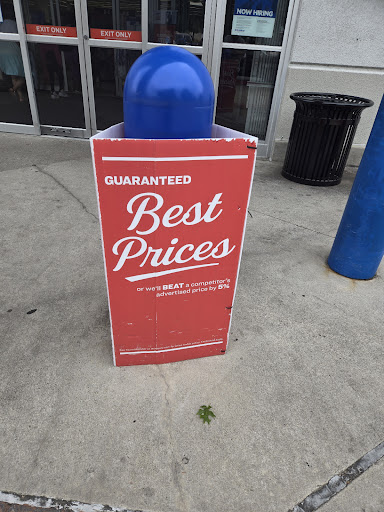 EXIT ONLY
EXIT ONLY
NOW HIRING
GUARANTEED
Best
Prices
or we'll BEAT a competitor's
advertised price by 5%